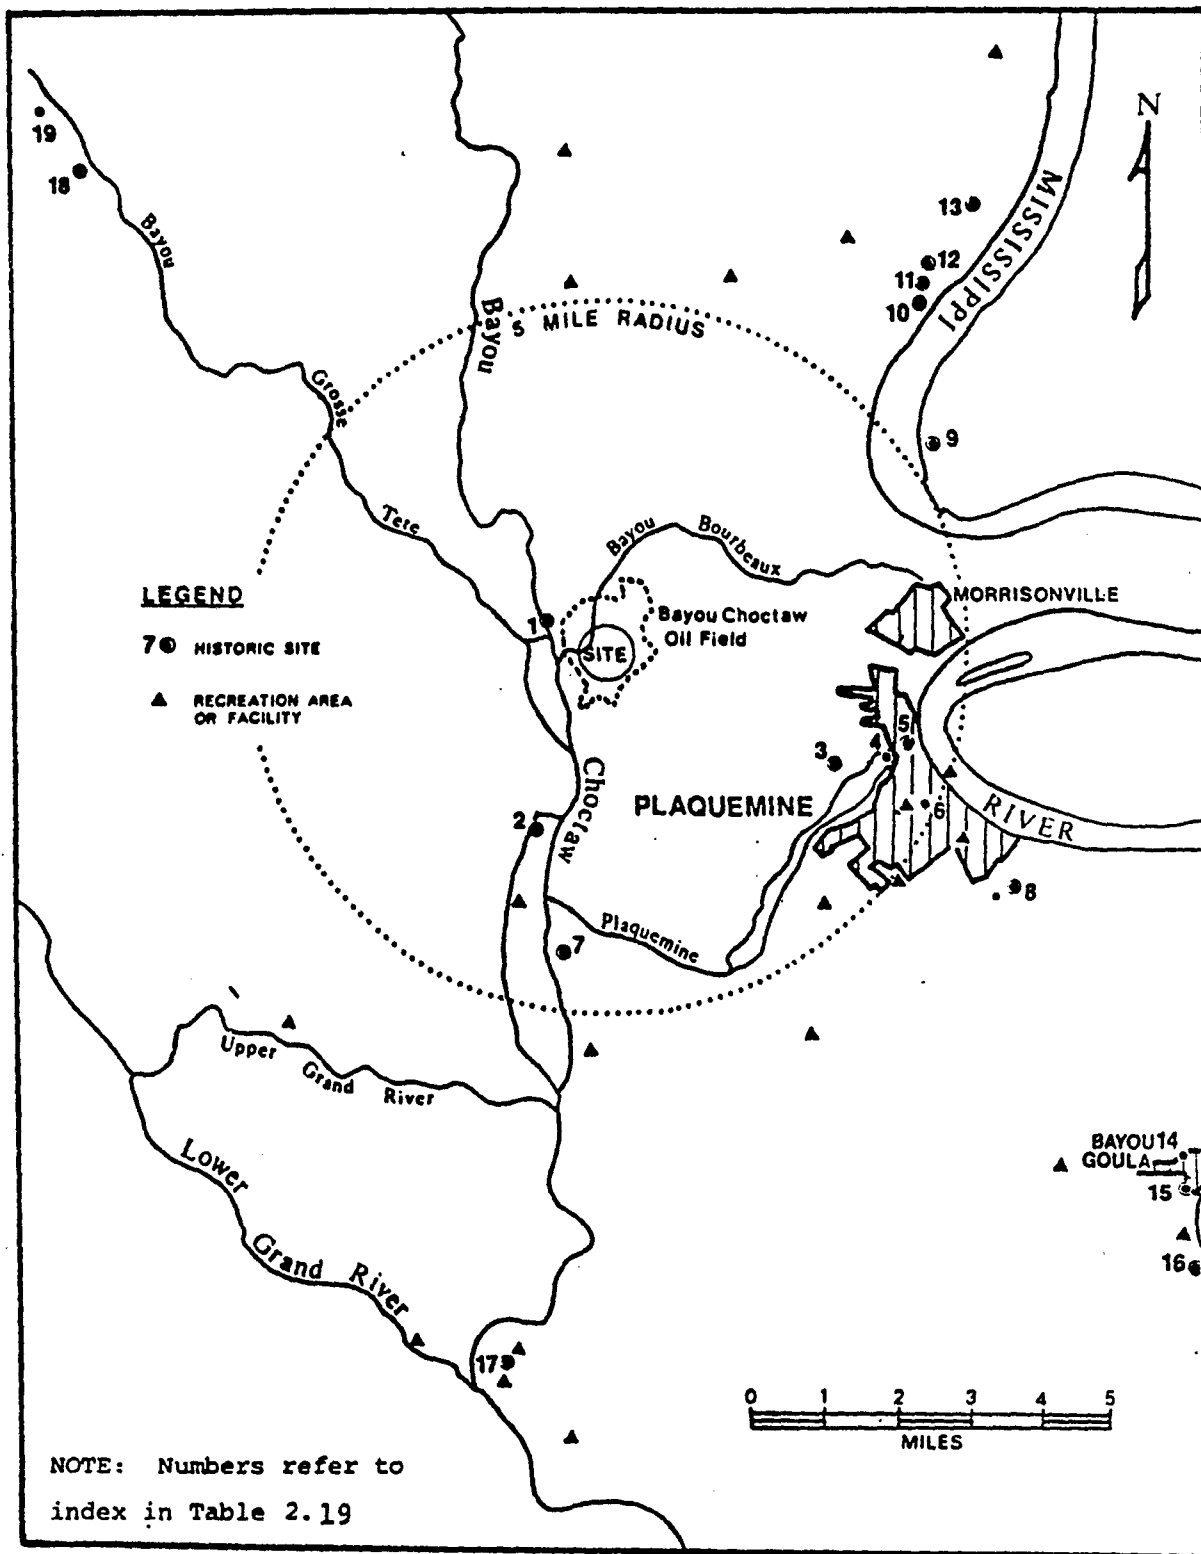 N
19
18
Bayou
MISSISSIPPI
13
12
11
10
Bayou
5 MILE RADIUS
Grosse
9
Tete
Bayou
Bourbeaux
LEGEND
7 HISTORIC SITE
RECREATION AREA
OR FACILITY
1
SITE
Bayou Choctaw
Oil Field
MORRISONVILLE
3
4
5
Choctaw
PLAQUEMINE
6
RIVER
2
8
Plaquemine
7
Upper
Grand
River
Lower
Grand
River
BAYOU 14
GOULA
15
16
17
0 1 2 3 4 5
MILES
NOTE: Numbers refer to
index in Table 2.19